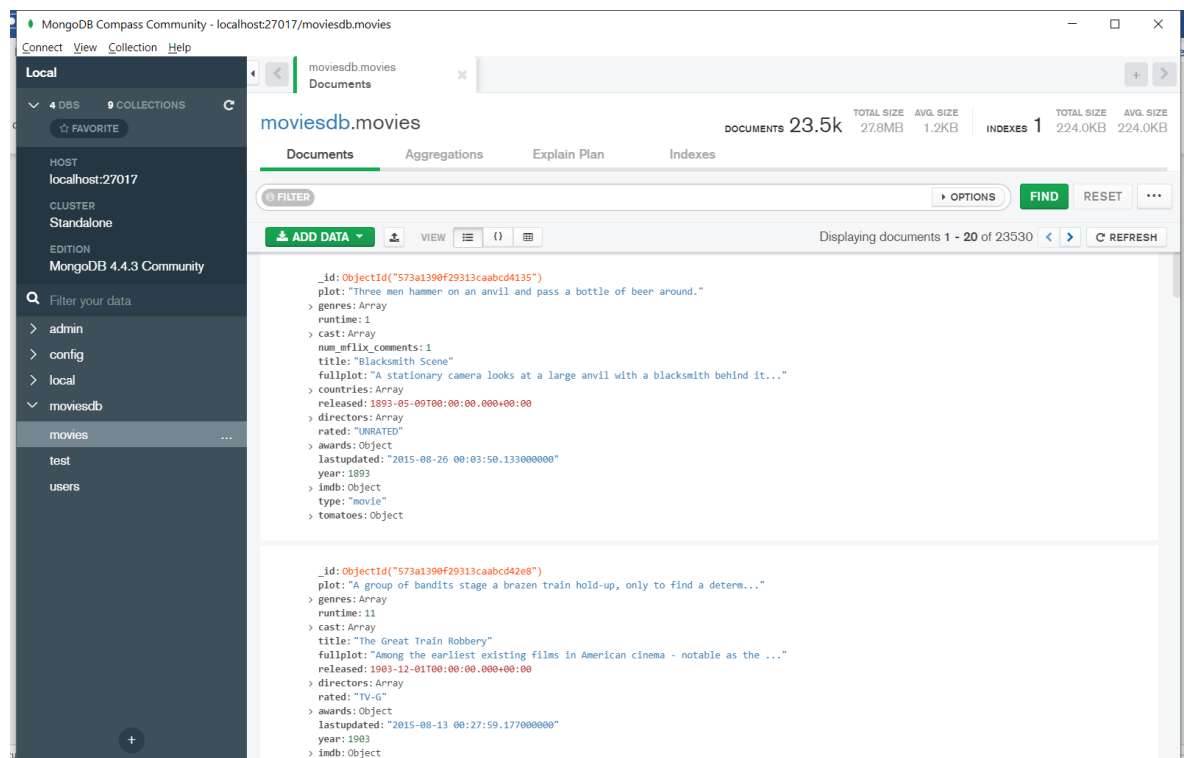 MongoDB Compass Community - localhost:27017/moviesdb.movies
Connect View Collection Help
Local
4 DBS 9 COLLECTIONS
FAVORITE
HOST
localhost:27017
CLUSTER
Standalone
EDITION
MongoDB 4.4.3 Community
Filter your data
admin
config
local
moviesdb
movies ...
test
users
moviesdb.movies
Documents
moviesdb.movies
DOCUMENTS 23.5k TOTAL SIZE 27.8MB AVG. SIZE 1.2KB INDEXES 1 TOTAL SIZE 224.0KB AVG. SIZE 224.0KB
Documents Aggregations Explain Plan Indexes
FILTER OPTIONS FIND RESET ...
ADD DATA VIEW {} Displaying documents 1 - 20 of 23530 < > REFRESH
_id: ObjectId("573a1390f29313caabcd4135")
plot: "Three men hammer on an anvil and pass a bottle of beer around."
> genres: Array
runtime: 1
> cast: Array
num_mflix_comments: 1
title: "Blacksmith Scene"
fullplot: "A stationary camera looks at a large anvil with a blacksmith behind it..."
> countries: Array
released: 1893-05-09T00:00:00.000+00:00
> directors: Array
rated: "UNRATED"
> awards: Object
lastupdated: "2015-08-26 00:03:50.133000000"
year: 1893
> imdb: Object
type: "movie"
> tomatoes: Object
_id: ObjectId("573a1390f29313caabcd42e8")
plot: "A group of bandits stage a brazen train hold-up, only to find a determ..."
> genres: Array
runtime: 11
> cast: Array
title: "The Great Train Robbery"
fullplot: "Among the earliest existing films in American cinema - notable as the ..."
released: 1903-12-01T00:00:00.000+00:00
> directors: Array
rated: "TV-G"
> awards: Object
lastupdated: "2015-08-13 00:27:59.177000000"
year: 1903
> imdb: Object